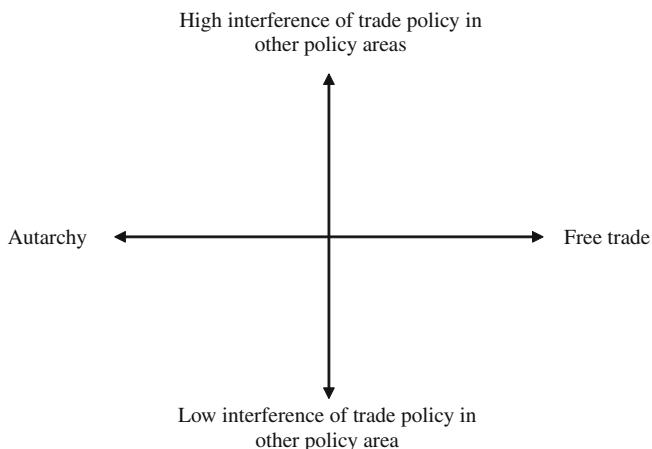 High interference of trade policy in
other policy areas
Autarchy
Free trade
Low interference of trade policy in
other policy area